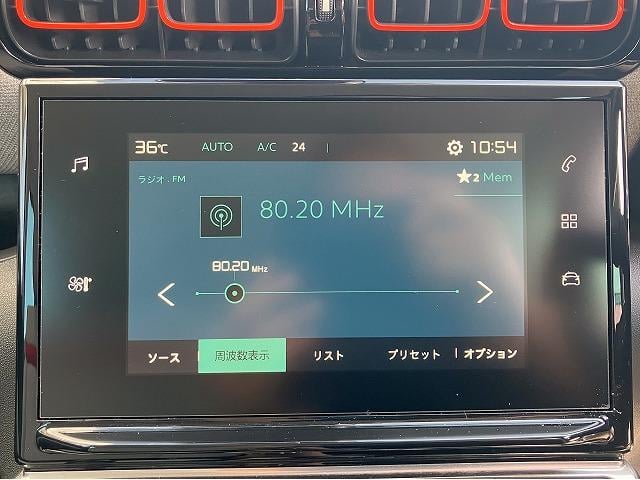 36℃ AUTO A/C 24 10:54
ラジオ . FM ★2 Mem
80.20 MHz
80.20 MHz
ソース 周波数表示 リスト プリセット オプション